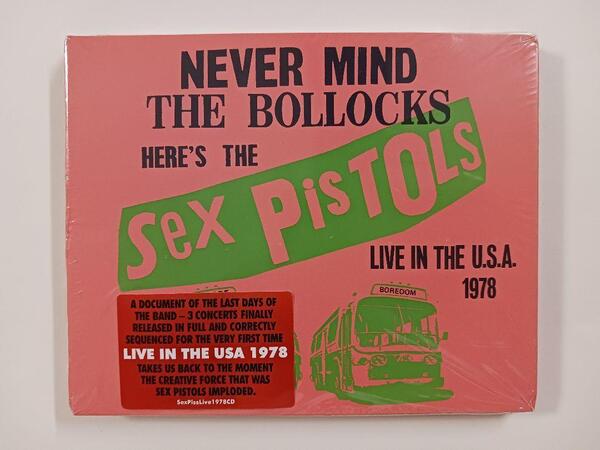 NEVER MIND
THE BOLLOCKS
HERE'S THE
SEX PISTOLS
LIVE IN THE U.S.A.
1978
BOREDOM
A DOCUMENT OF THE LAST DAYS OF
THE BAND – 3 CONCERTS FINALLY
RELEASED IN FULL AND CORRECTLY
SEQUENCED FOR THE VERY FIRST TIME
LIVE IN THE USA 1978
TAKES US BACK TO THE MOMENT
THE CREATIVE FORCE THAT WAS
SEX PISTOLS IMPLODED.
SexPissLive1978CD